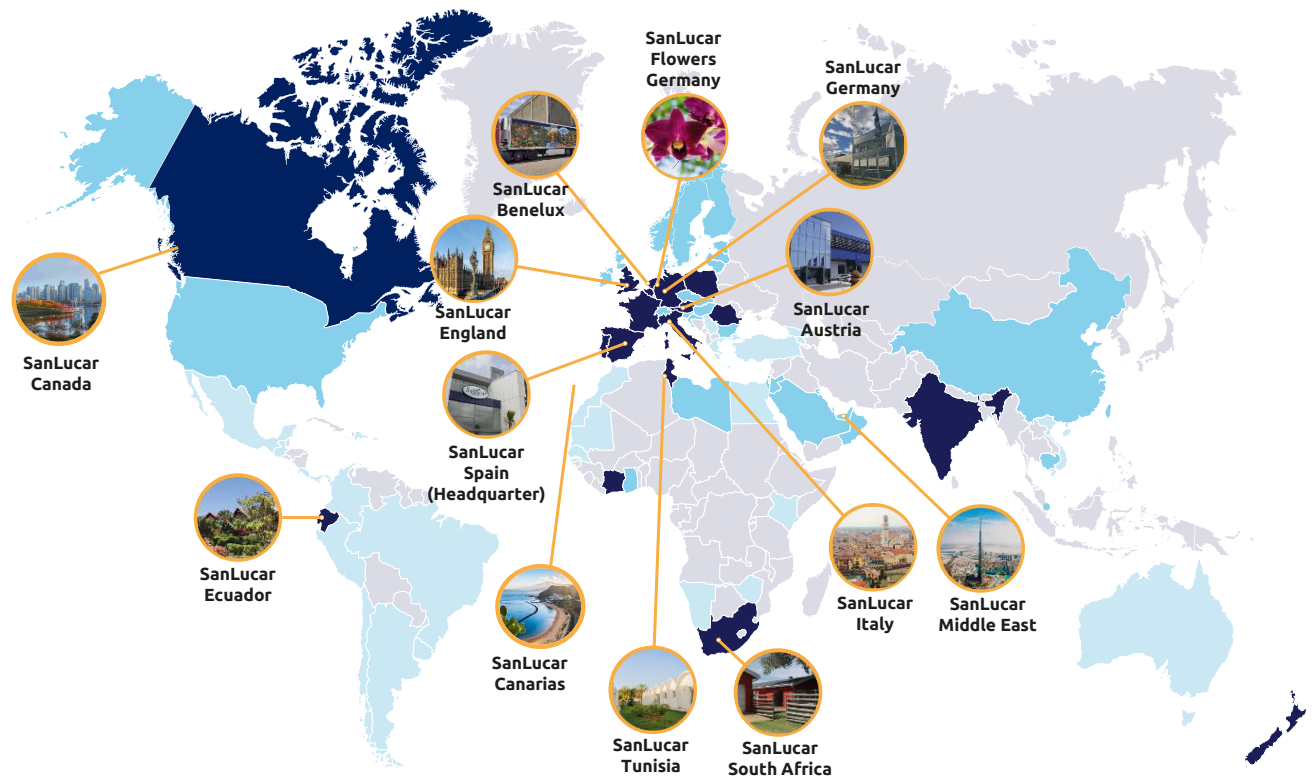 SanLucar
Flowers
Germany
SanLucar
Germany
SanLucar
Benelux
SanLucar
England
SanLucar
Austria
SanLucar
Canada
SanLucar
Spain
(Headquarter)
SanLucar
Ecuador
SanLucar
Canarias
SanLucar
Italy
SanLucar
Middle East
SanLucar
Tunisia
SanLucar
South Africa